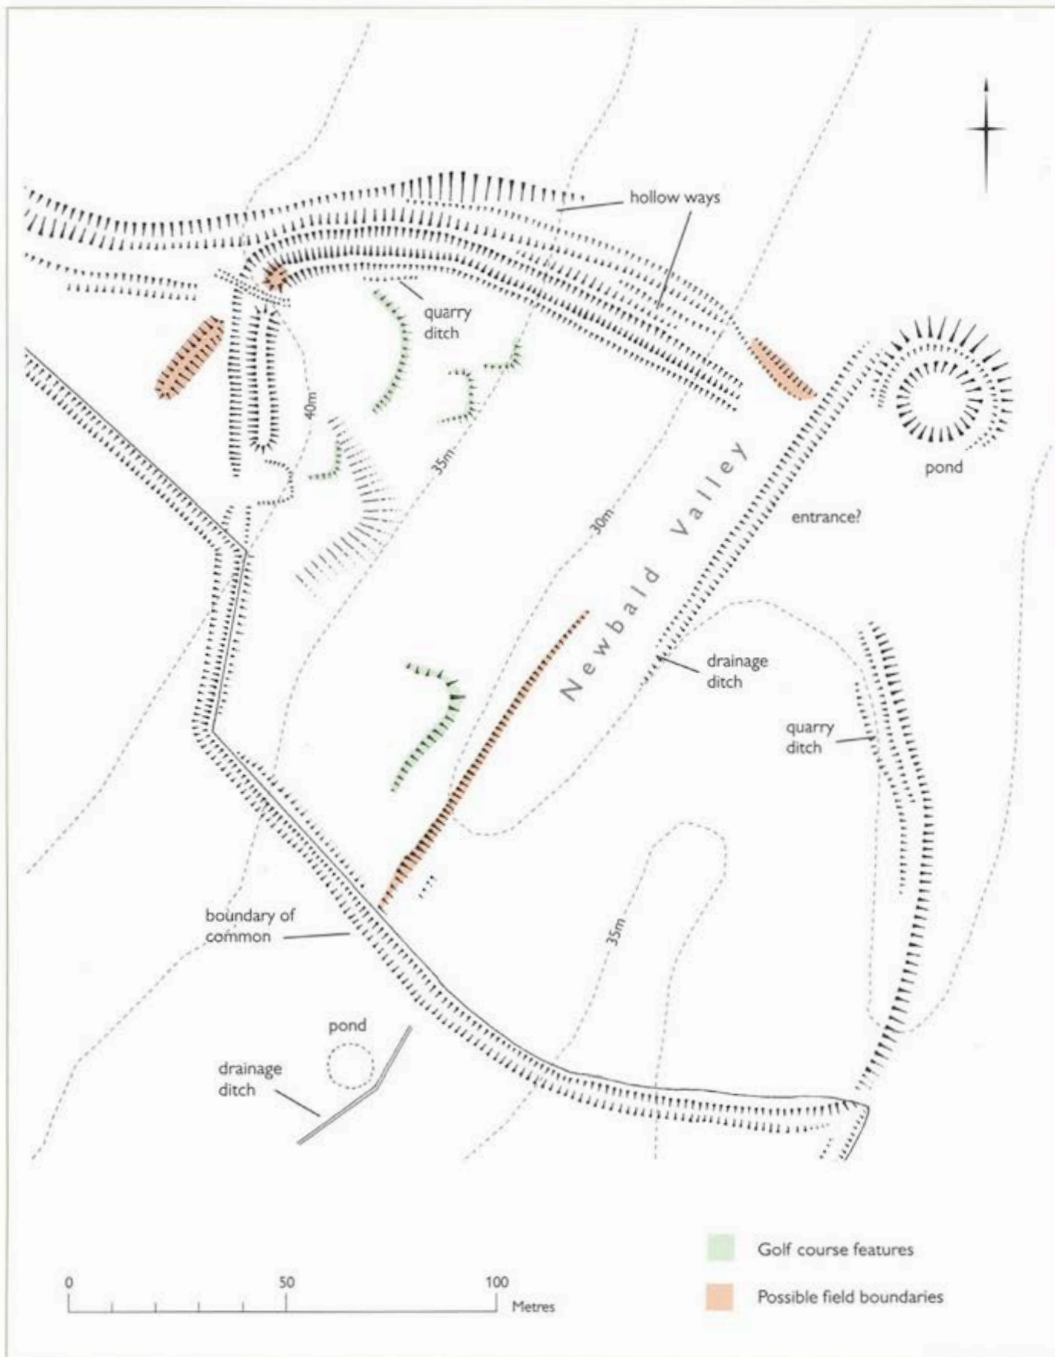 hollow ways
quarry
ditch
pond
40m
35m
30m
Newbald Valley
entrance?
drainage
ditch
quarry
ditch
boundary of
common
35m
pond
drainage
ditch
0 50 100
Metres
Golf course features
Possible field boundaries